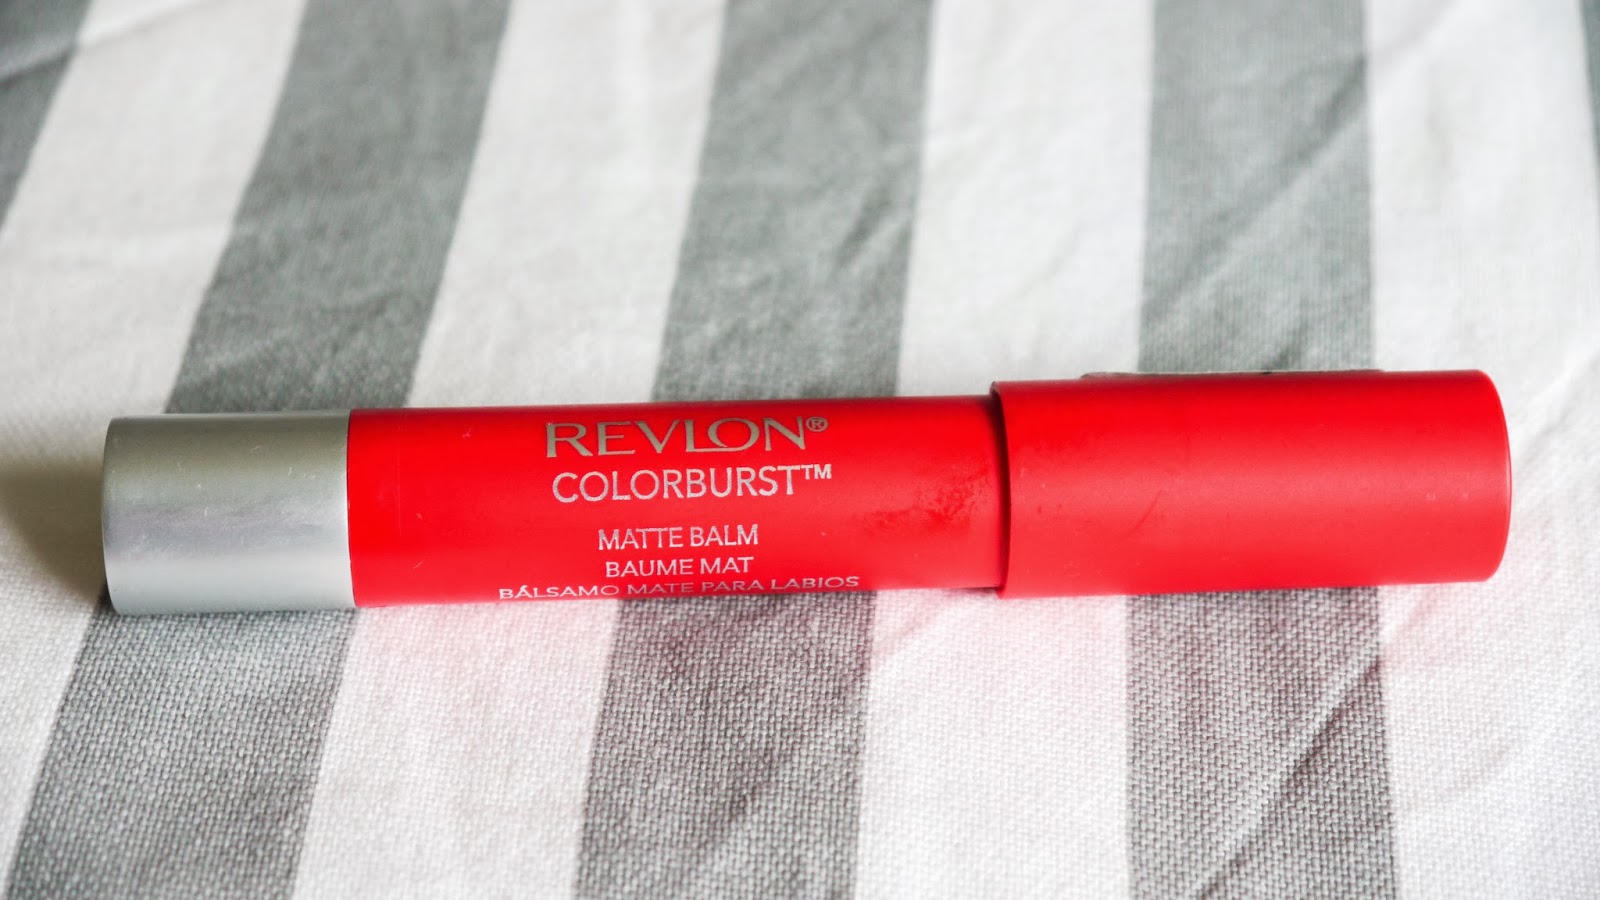 REVLON®
COLORBURST™
MATTE BALM
BAUME MAT
BÁLSAMO MATE PARA LABIOS